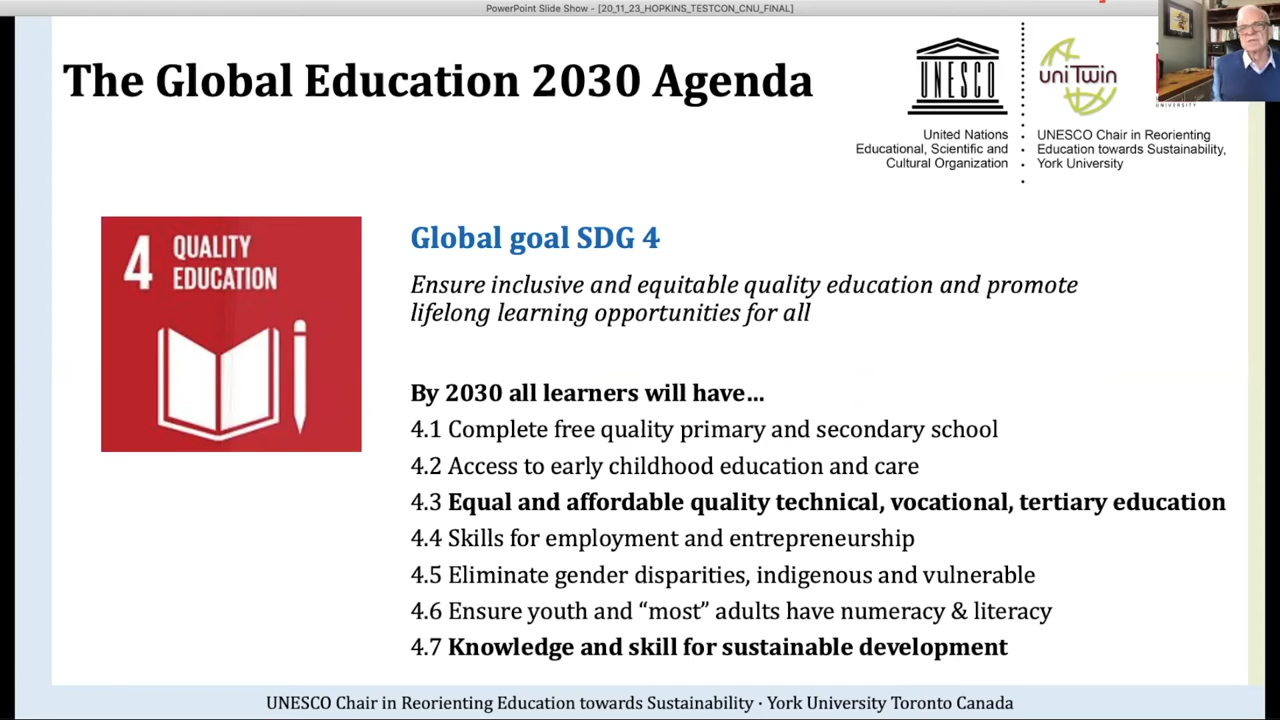 PowerPoint Slide Show - [20_11_23_HOPKINS_TESTCON_CNU_FINAL]
The Global Education 2030 Agenda
UNESCO
United Nations
Educational, Scientific and
Cultural Organization
uniTwin
UNIVERSITY
UNESCO Chair in Reorienting
Education towards Sustainability,
York University
4 QUALITY
EDUCATION
Global goal SDG 4
Ensure inclusive and equitable quality education and promote
lifelong learning opportunities for all
By 2030 all learners will have…
4.1 Complete free quality primary and secondary school
4.2 Access to early childhood education and care
4.3 Equal and affordable quality technical, vocational, tertiary education
4.4 Skills for employment and entrepreneurship
4.5 Eliminate gender disparities, indigenous and vulnerable
4.6 Ensure youth and “most” adults have numeracy & literacy
4.7 Knowledge and skill for sustainable development
UNESCO Chair in Reorienting Education towards Sustainability · York University Toronto Canada